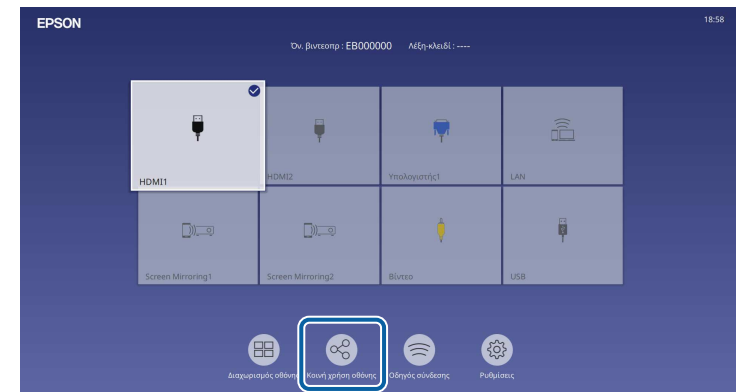 EPSON
18:58
Όν. βιντεοπρ : EB000000 Λέξη-κλειδί : ----
HDMI1
HDMI2
Υπολογιστής1
LAN
Screen Mirroring1
Screen Mirroring2
Βίντεο
USB
Διαχωρισμός οθόνης
Κοινή χρήση οθόνης
Οδηγός σύνδεσης
Ρυθμίσεις